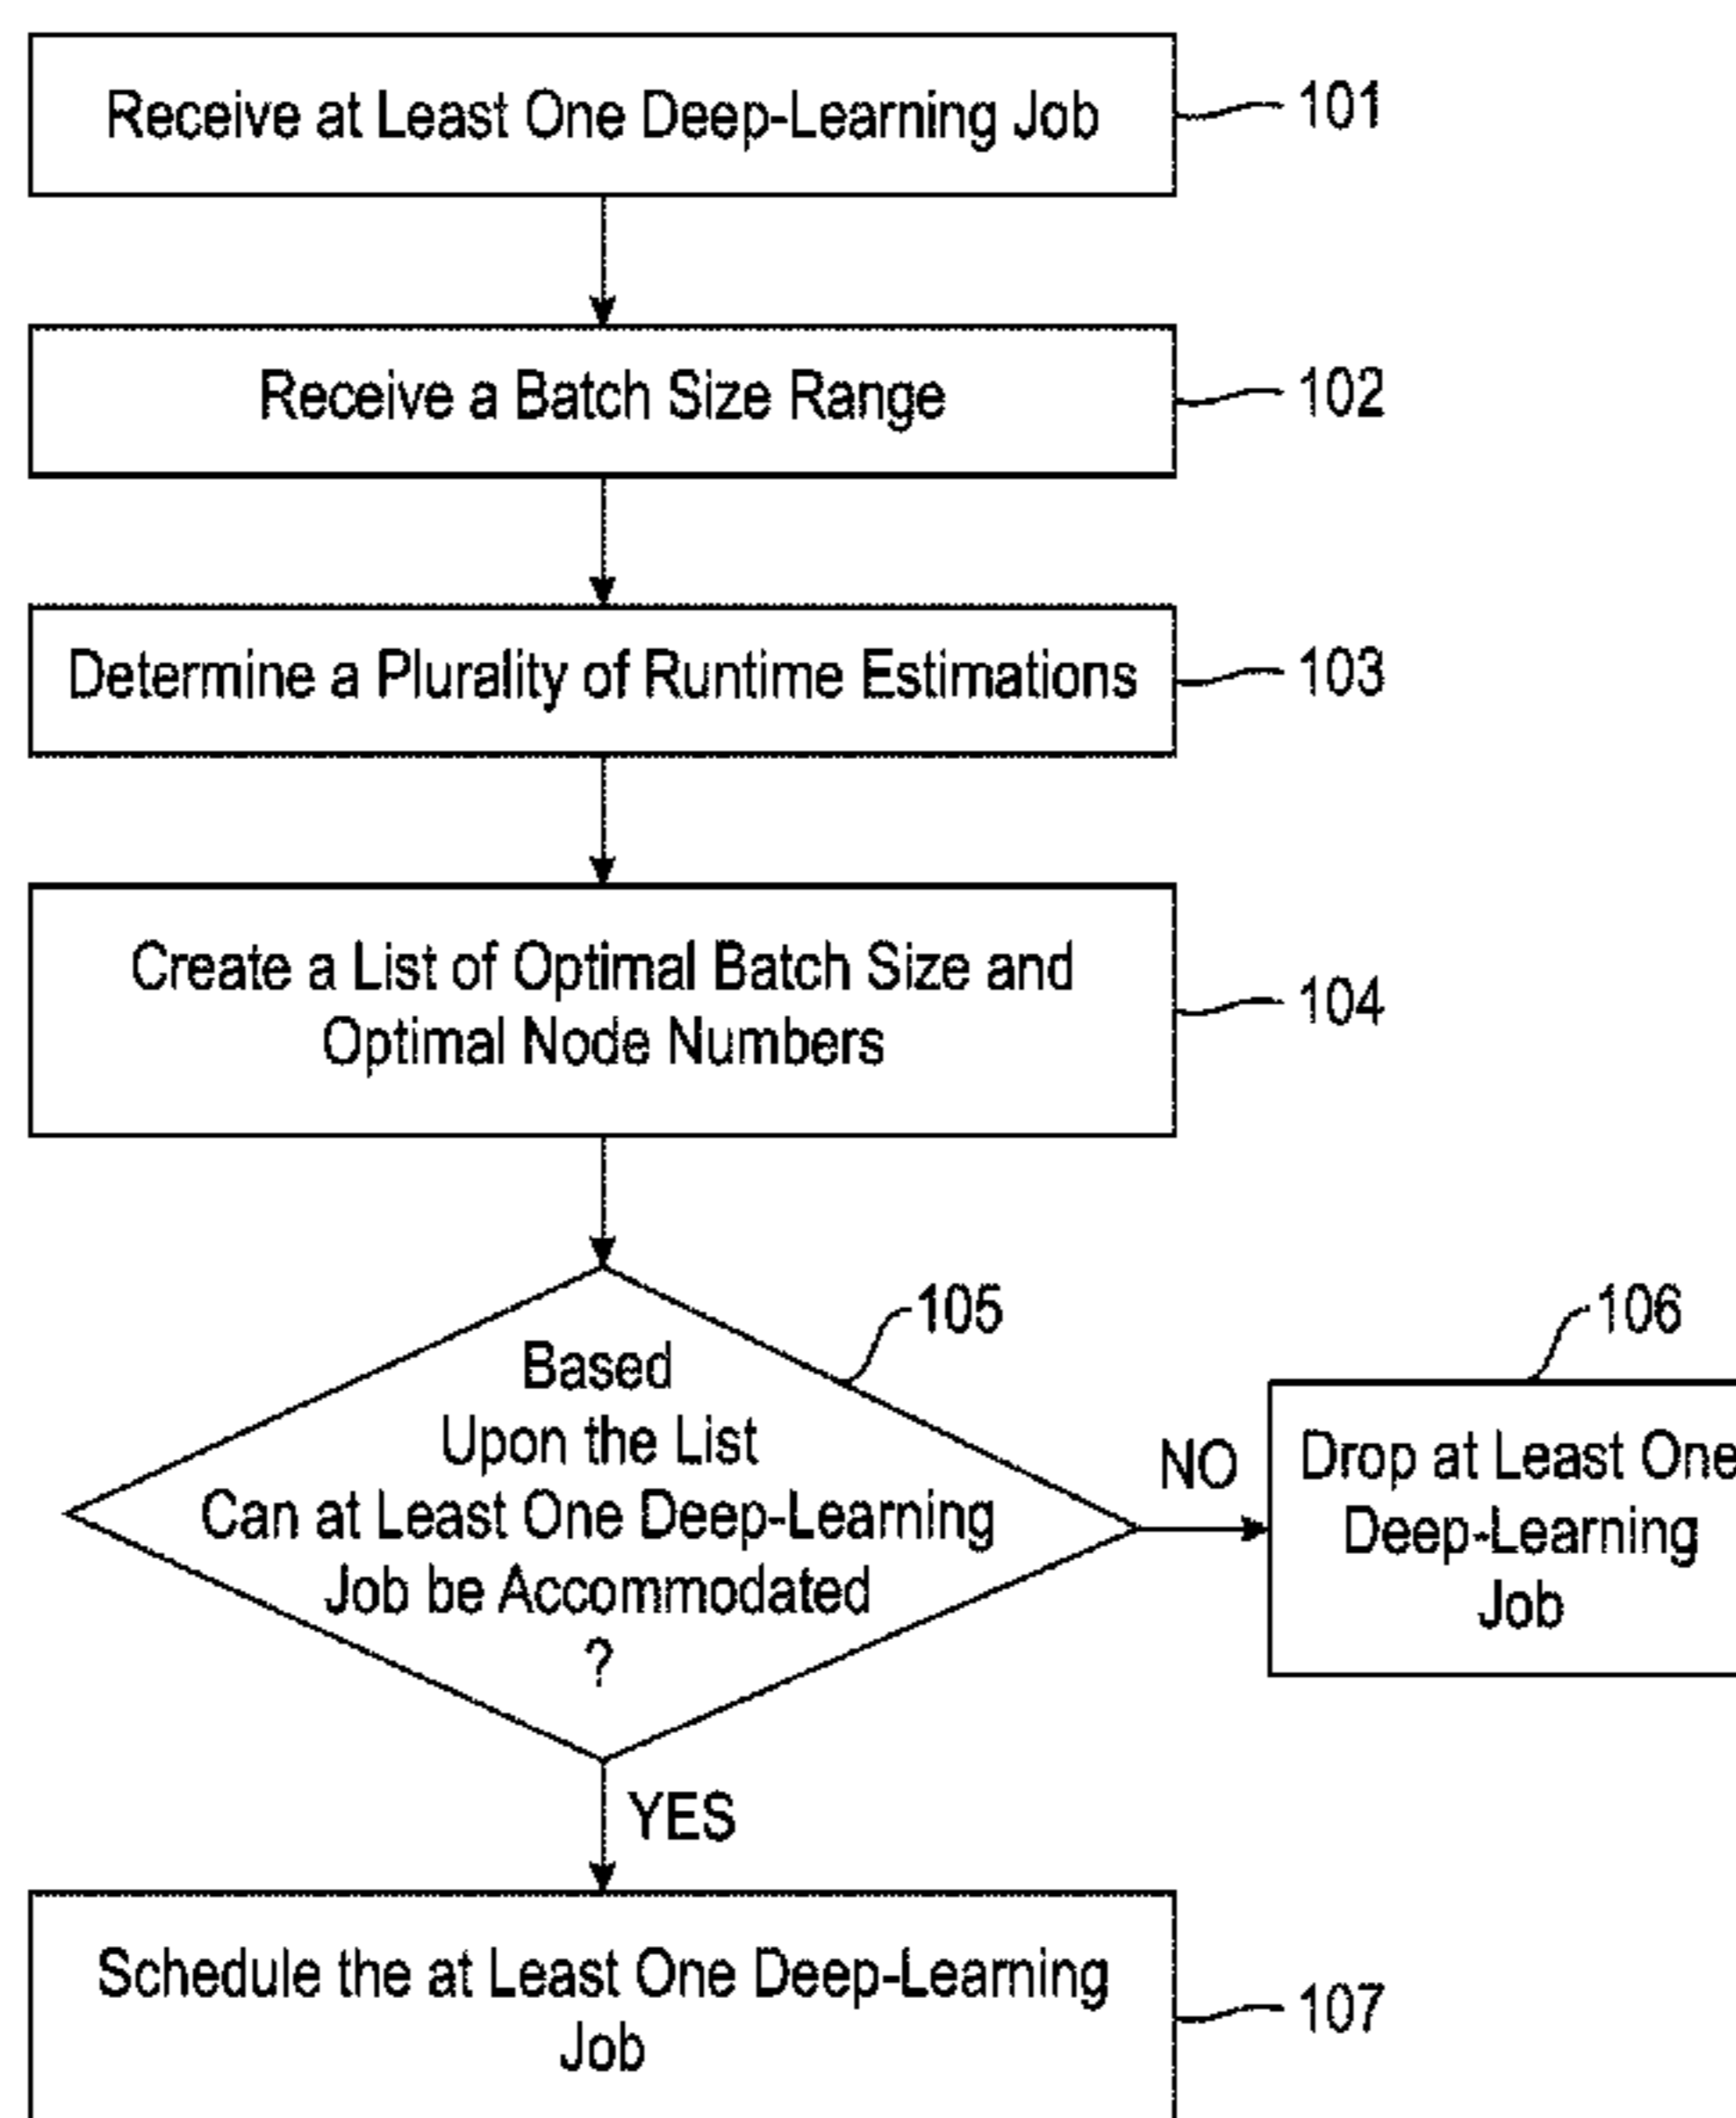 Receive at Least One Deep-Learning Job
101
Receive a Batch Size Range
102
Determine a Plurality of Runtime Estimations
103
Create a List of Optimal Batch Size and
Optimal Node Numbers
104
Based
Upon the List
Can at Least One Deep-Learning
Job be Accommodated
?
105
NO
106
Drop at Least One
Deep-Learning
Job
YES
Schedule the at Least One Deep-Learning
Job
107